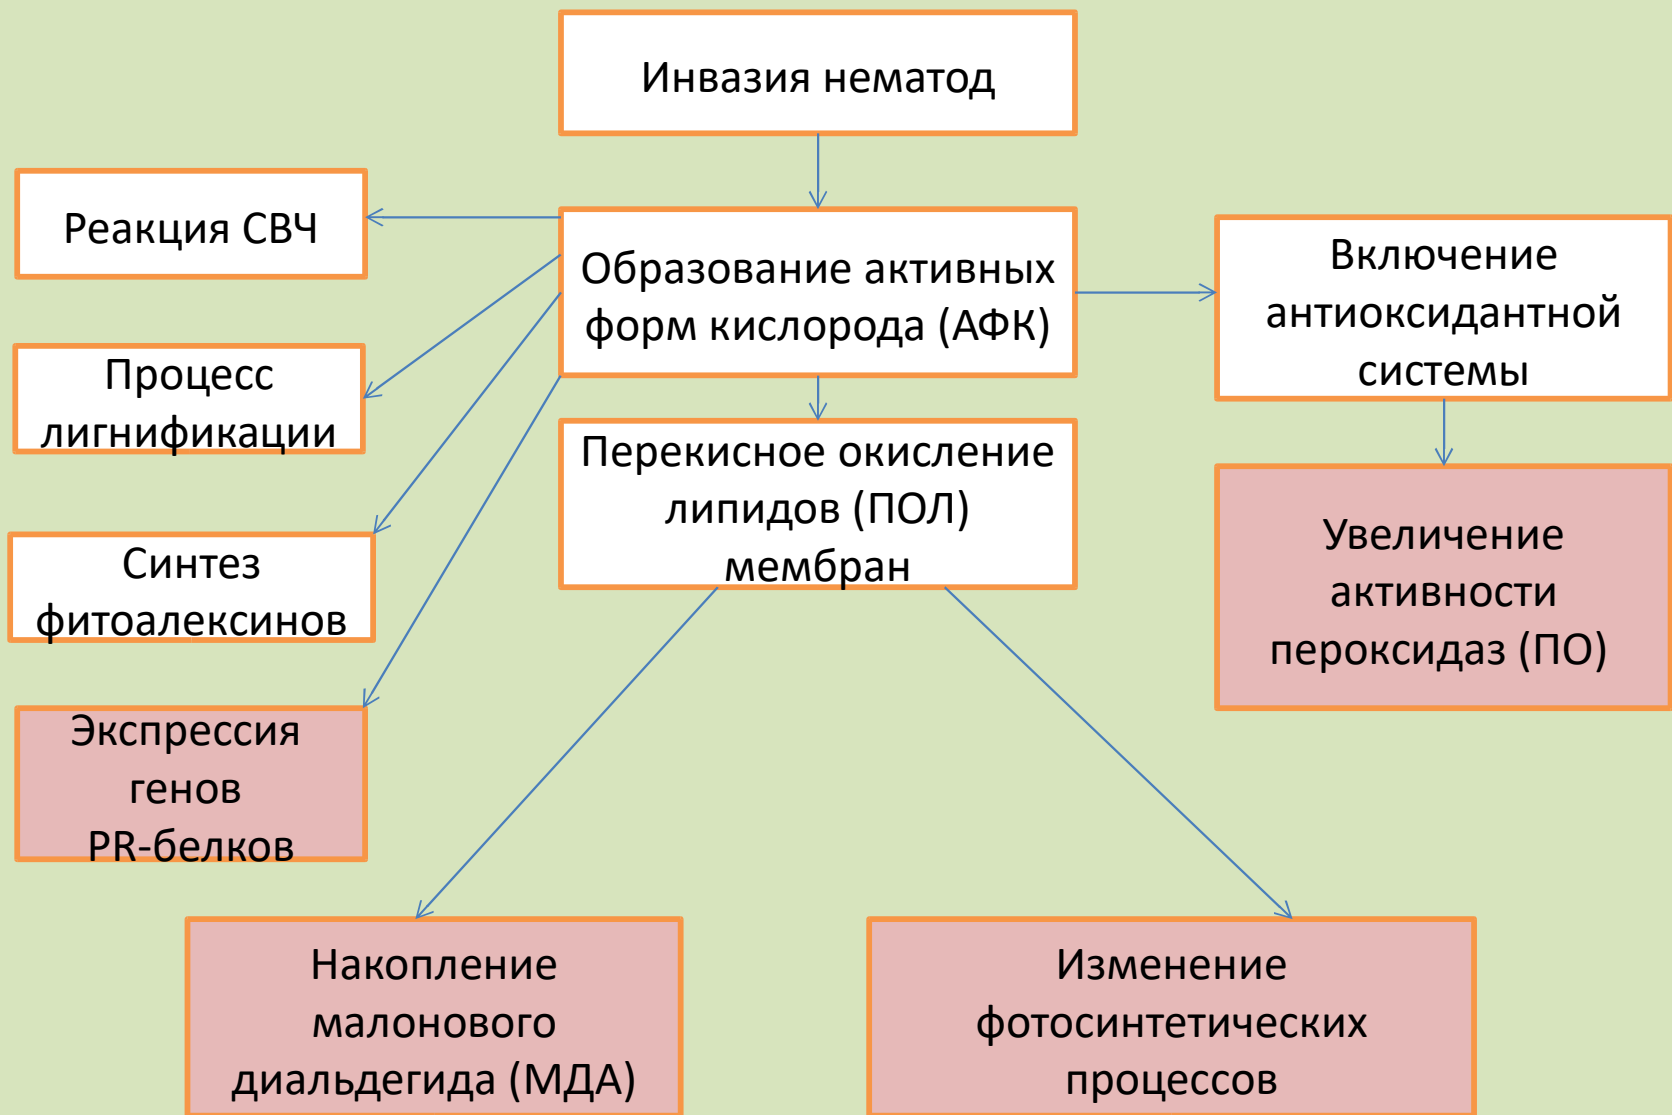 Инвазия нематод
Реакция СВЧ
Образование активных
форм кислорода (АФК)
Включение
антиоксидантной
системы
Процесс
лигнификации
Перекисное окисление
липидов (ПОЛ)
мембран
Увеличение
активности
пероксидаз (ПО)
Синтез
фитоалексинов
Экспрессия
генов
PR-белков
Накопление
малонового
диальдегида (МДА)
Изменение
фотосинтетических
процессов